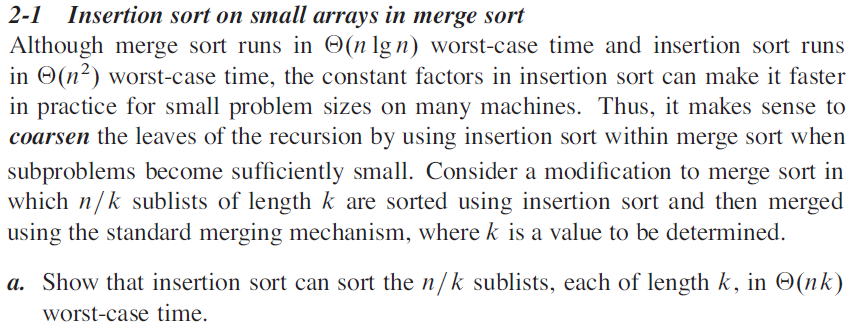 2-1 Insertion sort on small arrays in merge sort
Although merge sort runs in Θ(n lg n) worst-case time and insertion sort runs
in Θ(n²) worst-case time, the constant factors in insertion sort can make it faster
in practice for small problem sizes on many machines. Thus, it makes sense to
coarsen the leaves of the recursion by using insertion sort within merge sort when
subproblems become sufficiently small. Consider a modification to merge sort in
which n/k sublists of length k are sorted using insertion sort and then merged
using the standard merging mechanism, where k is a value to be determined.
a. Show that insertion sort can sort the n/k sublists, each of length k, in Θ(nk)
worst-case time.